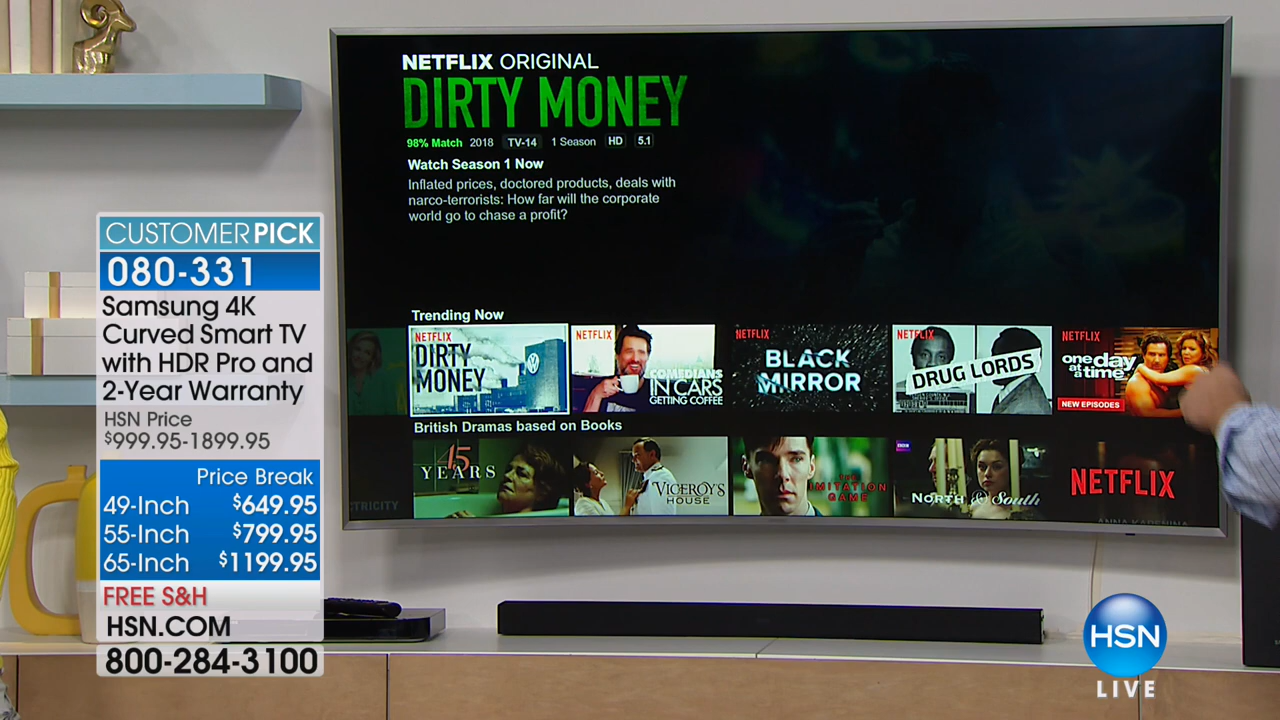 CUSTOMER PICK
080-331
Samsung 4K
Curved Smart TV
with HDR Pro and
2-Year Warranty
HSN Price
$999.95-1899.95
Price Break
49-Inch $649.95
55-Inch $799.95
65-Inch $1199.95
FREE S&H
HSN.COM
800-284-3100
NETFLIX ORIGINAL
DIRTY MONEY
98% Match 2018 TV-14 1 Season HD 5.1
Watch Season 1 Now
Inflated prices, doctored products, deals with
narco-terrorists: How far will the corporate
world go to chase a profit?
Trending Now
NETFLIX
DIRTY
MONEY
NETFLIX
COMEDIANS
IN CARS
GETTING COFFEE
NETFLIX
BLACK
MIRROR
NETFLIX
DRUG LORDS
NETFLIX
one day
at a time
NEW EPISODES
British Dramas based on Books
TRICITY
45
YEARS
VICEROY'S
HOUSE
THE
IMITATION
GAME
BBC
NORTH & South
NETFLIX
ANNA KARENINA
HSN
LIVE